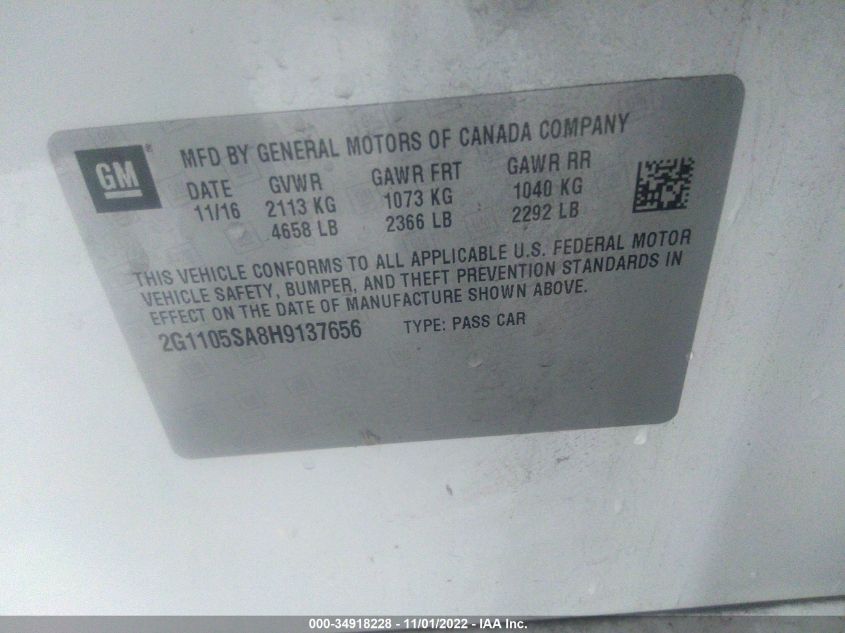 GM®
MFD BY GENERAL MOTORS OF CANADA COMPANY
DATE GVWR GAWR FRT GAWR RR
11/16 2113 KG 1073 KG 1040 KG
4658 LB 2366 LB 2292 LB
THIS VEHICLE CONFORMS TO ALL APPLICABLE U.S. FEDERAL MOTOR
VEHICLE SAFETY, BUMPER, AND THEFT PREVENTION STANDARDS IN
EFFECT ON THE DATE OF MANUFACTURE SHOWN ABOVE.
2G1105SA8H9137656 TYPE: PASS CAR
000-34918228 - 11/01/2022 - IAA Inc.